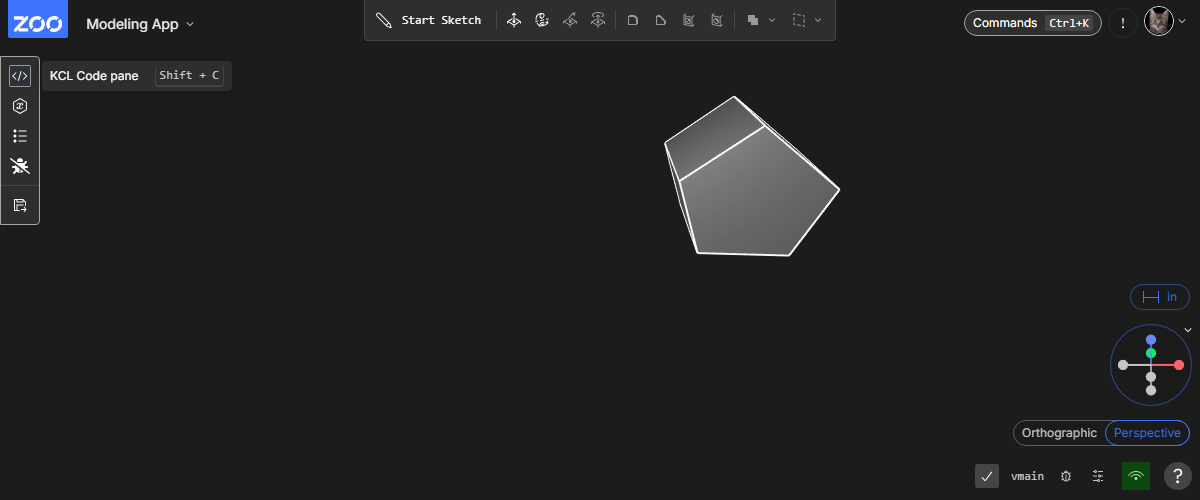 ZOO
Modeling App
Start Sketch
Commands Ctrl+K
!
KCL Code pane Shift + C
in
Orthographic Perspective
vmain
?